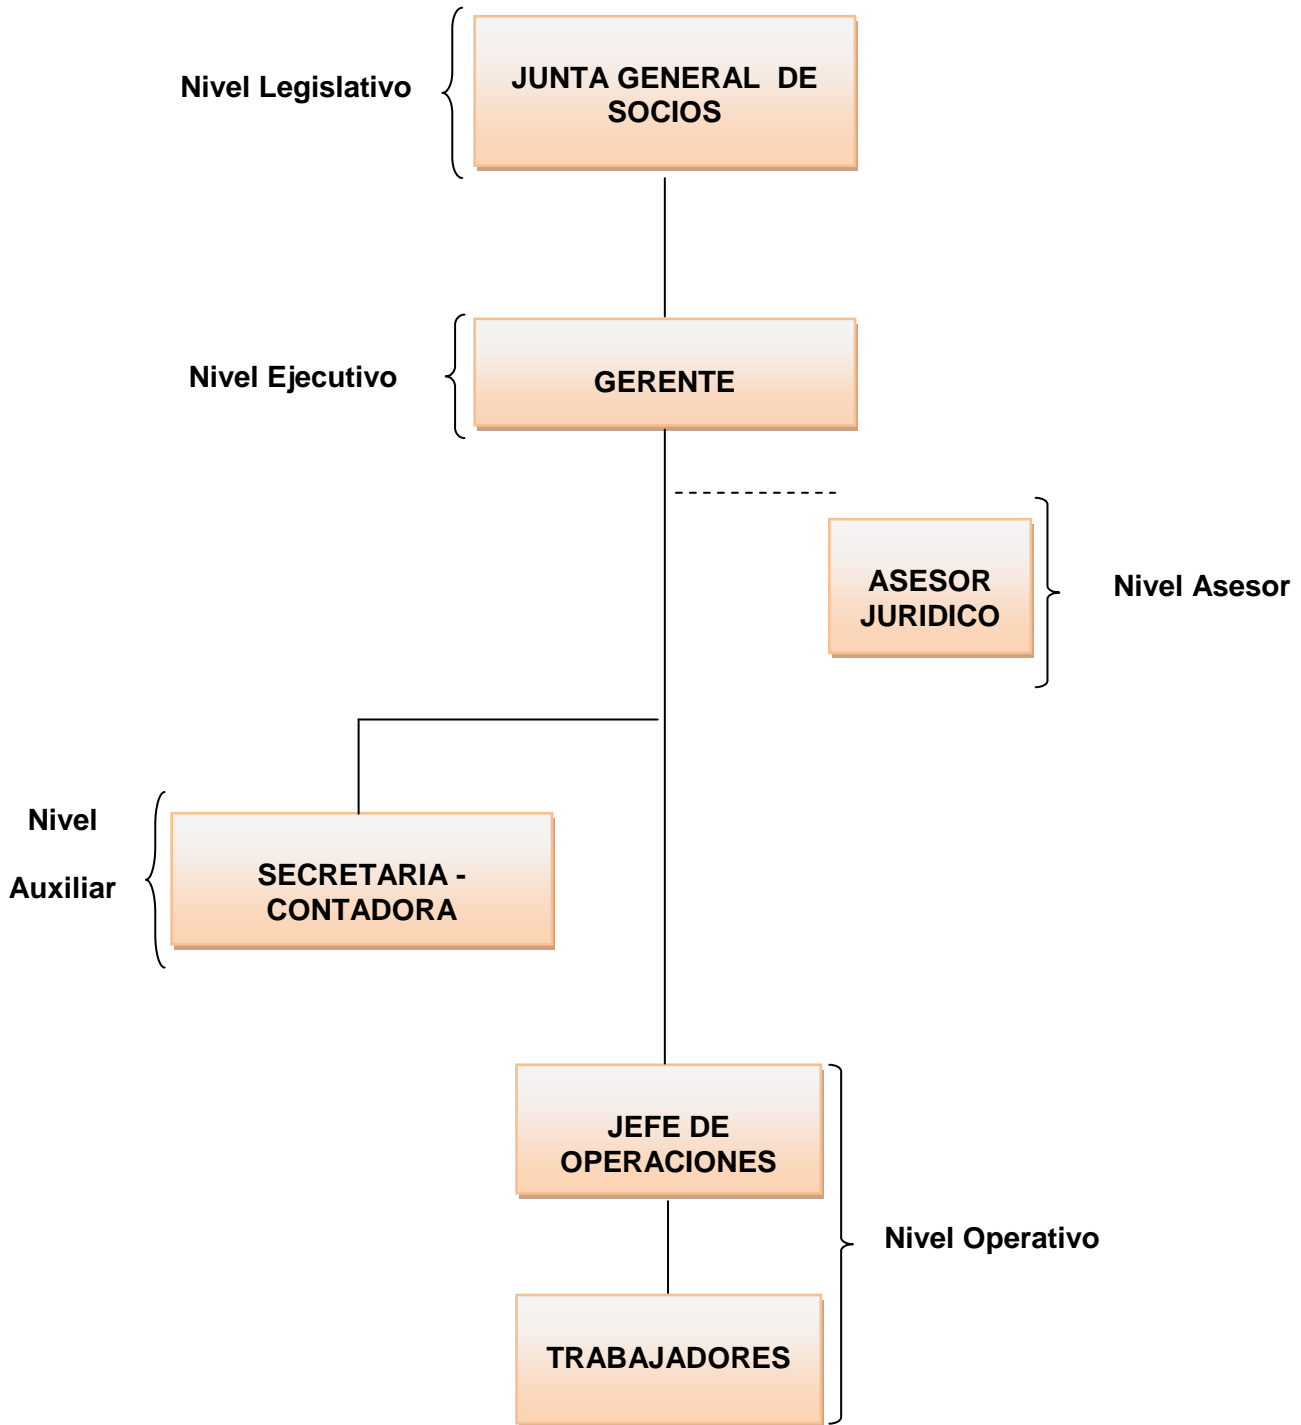 Nivel Legislativo
JUNTA GENERAL  DE
SOCIOS
Nivel Ejecutivo
GERENTE
ASESOR
JURIDICO
Nivel Asesor
Nivel
Auxiliar
SECRETARIA -
CONTADORA
JEFE DE
OPERACIONES
Nivel Operativo
TRABAJADORES